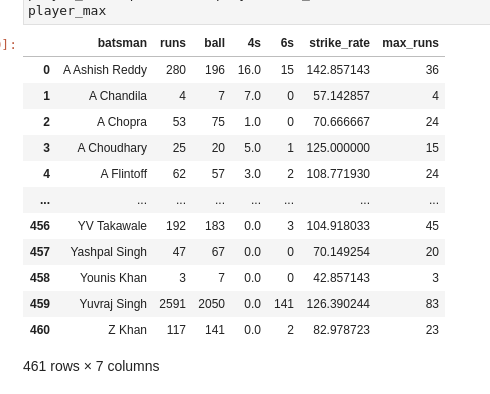 player_max
]:
batsman runs ball 4s 6s strike_rate max_runs
0 A Ashish Reddy 280 196 16.0 15 142.857143 36
1 A Chandila 4 7 7.0 0 57.142857 4
2 A Chopra 53 75 1.0 0 70.666667 24
3 A Choudhary 25 20 5.0 1 125.000000 15
4 A Flintoff 62 57 3.0 2 108.771930 24
... ... ... ... ... ... ... ...
456 YV Takawale 192 183 0.0 3 104.918033 45
457 Yashpal Singh 47 67 0.0 0 70.149254 20
458 Younis Khan 3 7 0.0 0 42.857143 3
459 Yuvraj Singh 2591 2050 0.0 141 126.390244 83
460 Z Khan 117 141 0.0 2 82.978723 23
461 rows × 7 columns